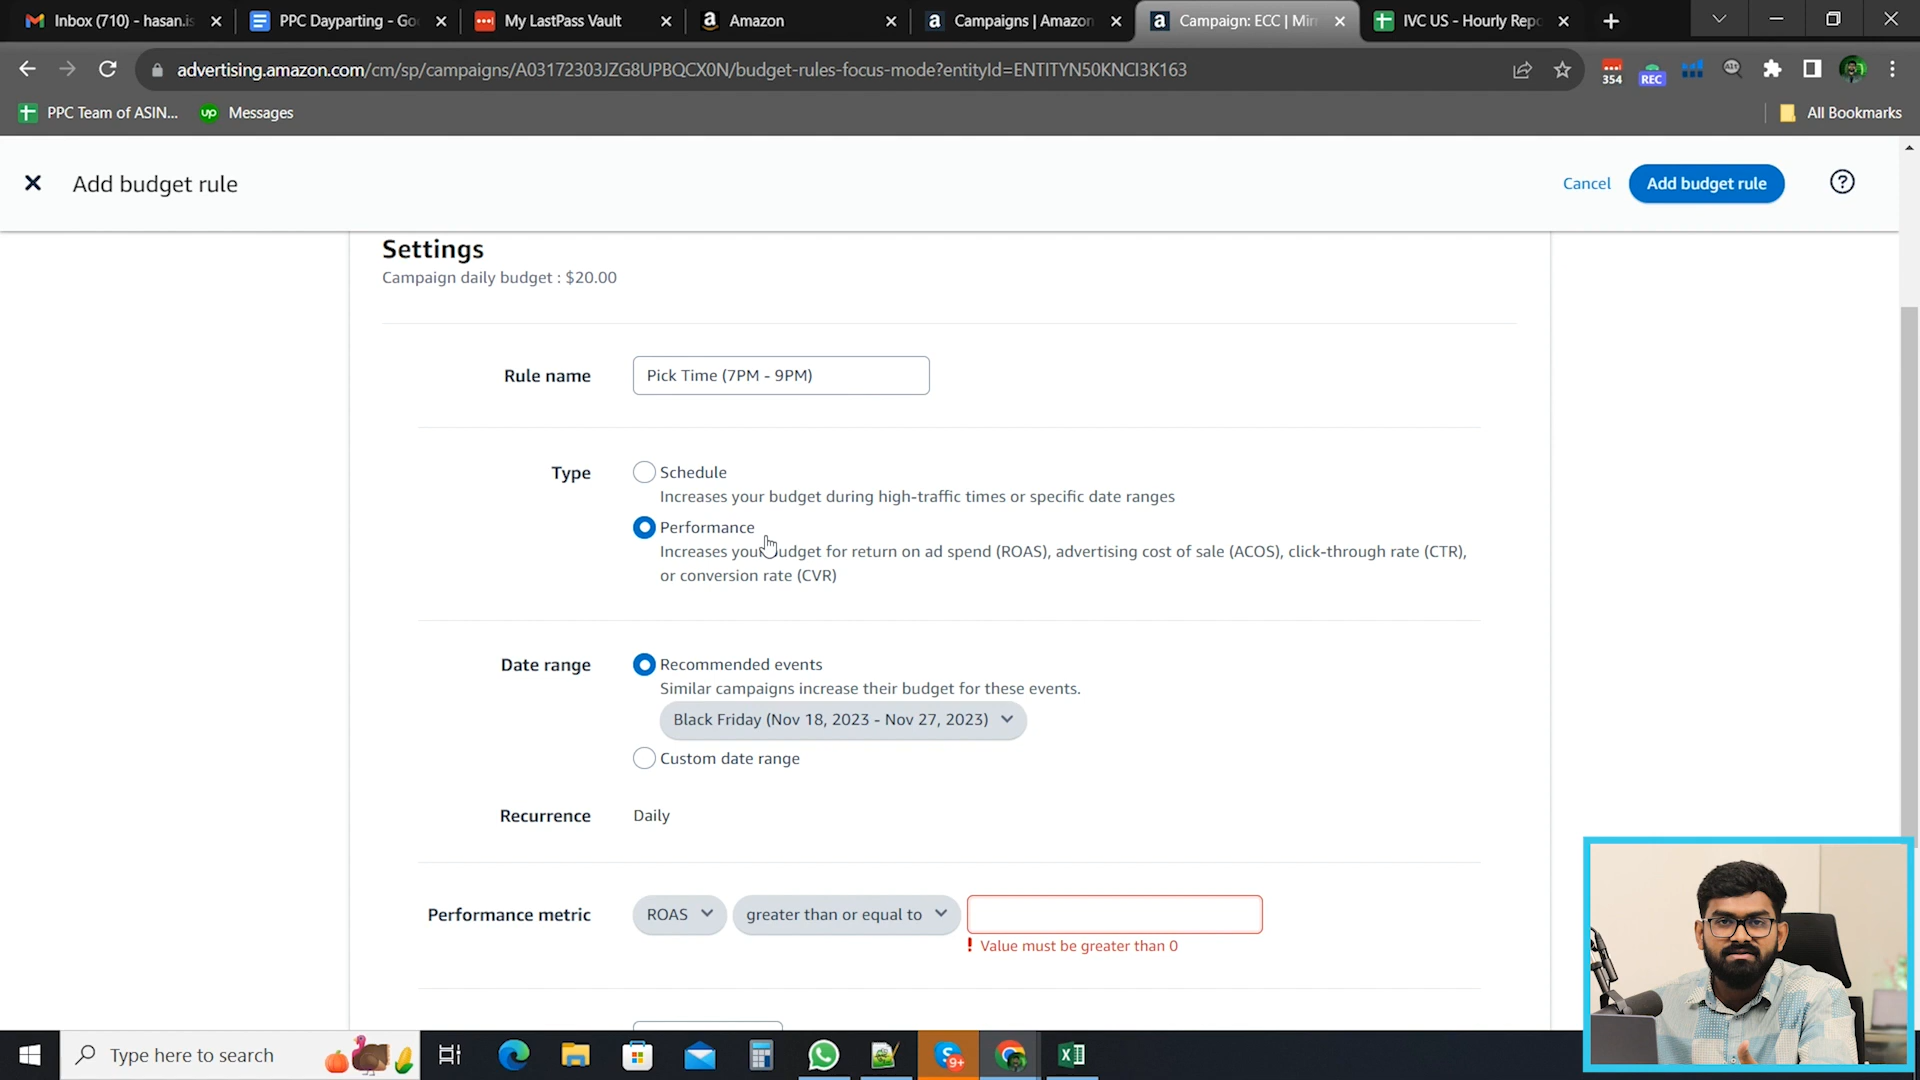 Inbox (710) - hasan.is
PPC Dayparting - Goo
My LastPass Vault
Amazon
Campaigns | Amazon
Campaign: ECC | Mirr
IVC US - Hourly Repo
advertising.amazon.com/cm/sp/campaigns/A03172303JZG8UPBQCX0N/budget-rules-focus-mode?entityId=ENTITYN50KNCI3K163
354
REC
PPC Team of ASIN...
up
Messages
All Bookmarks
Add budget rule
Cancel
Add budget rule
Settings
Campaign daily budget : $20.00
Rule name
Pick Time (7PM - 9PM)
Type
Schedule
Increases your budget during high-traffic times or specific date ranges
Performance
Increases your budget for return on ad spend (ROAS), advertising cost of sale (ACOS), click-through rate (CTR),
or conversion rate (CVR)
Date range
Recommended events
Similar campaigns increase their budget for these events.
Black Friday (Nov 18, 2023 - Nov 27, 2023)
Custom date range
Recurrence
Daily
Performance metric
ROAS
greater than or equal to
! Value must be greater than 0
Type here to search
9+